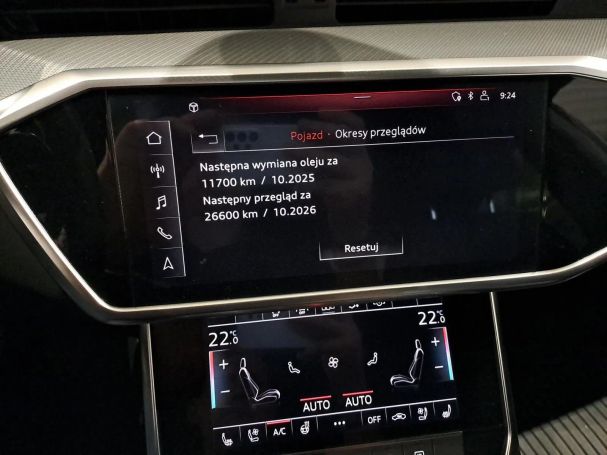 9:24
Pojazd · Okresy przeglądów
Następna wymiana oleju za
11700 km / 10.2025
Następny przegląd za
26600 km / 10.2026
Resetuj
22.0 °C
22.0 °C
AUTO AUTO
A/C
OFF